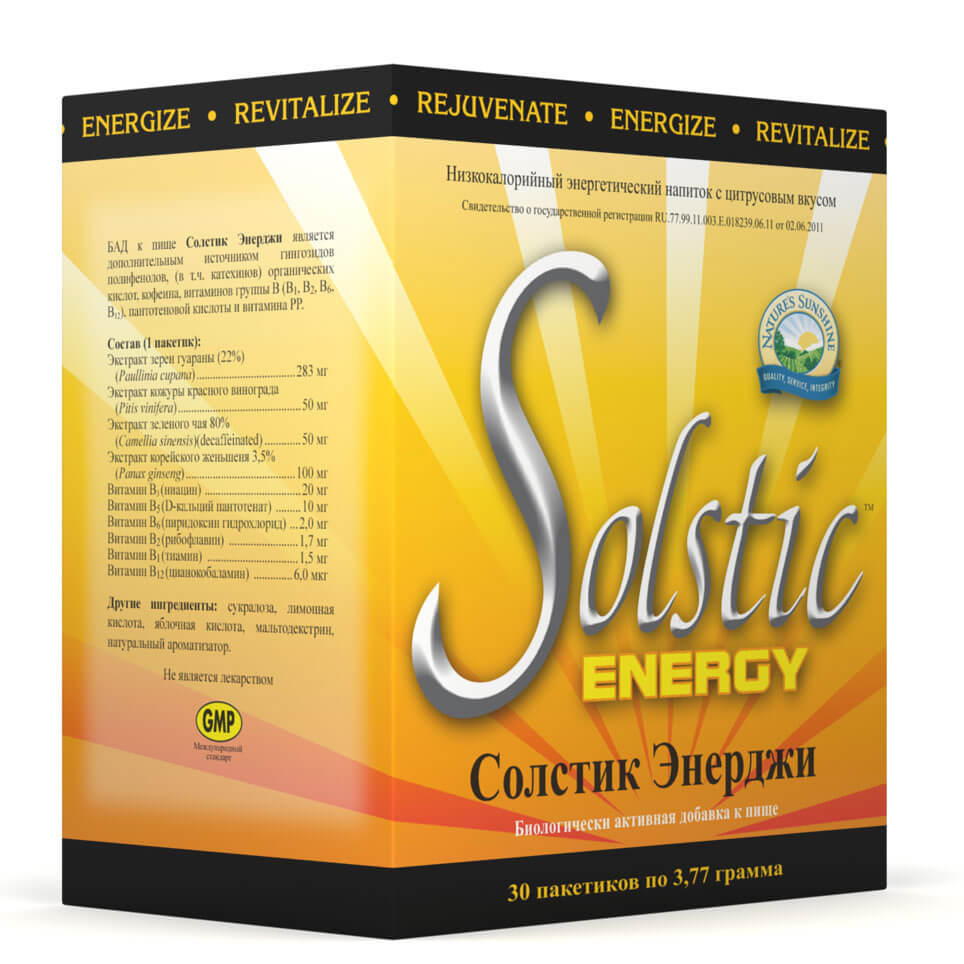 ENERGIZE • REVITALIZE • REJUVENATE • ENERGIZE • REVITALIZE
БАД к пище Солстик Энерджи является
дополнительным источником гингозидов
полифенолов, (в т.ч. катехинов) органических
кислот, кофеина, витаминов группы В (В1, В2, В6,
В12), пантотеновой кислоты и витамина РР.
Состав (1 пакетик):
Экстракт зерен гуараны (22%)
(Paullinia cupana) 283 мг
Экстракт кожуры красного винограда
(Pitis vinifera) 50 мг
Экстракт зеленого чая 80%
(Camellia sinensis)(decaffeinated) 50 мг
Экстракт корейского женьшеня 3,5%
(Panax ginseng) 100 мг
Витамин В3 (ниацин) 20 мг
Витамин В5 (D-кальций пантотенат) 10 мг
Витамин В6 (пиридоксин гидрохлорид) 2,0 мг
Витамин В2 (рибофлавин) 1,7 мг
Витамин В1 (тиамин) 1,5 мг
Витамин В12 (цианокобаламин) 6,0 мкг
Другие ингредиенты: сукралоза, лимонная
кислота, яблочная кислота, мальтодекстрин,
натуральный ароматизатор.
Не является лекарством
GMP
Международный
стандарт
Низкокалорийный энергетический напиток с цитрусовым вкусом
Свидетельство о государственной регистрации RU.77.99.11.003.E.018239.06.11 от 02.06.2011
NATURE'S SUNSHINE
QUALITY, SERVICE, INTEGRITY
Solstic™
ENERGY
Солстик Энерджи
Биологически активная добавка к пище
30 пакетиков по 3,77 грамма